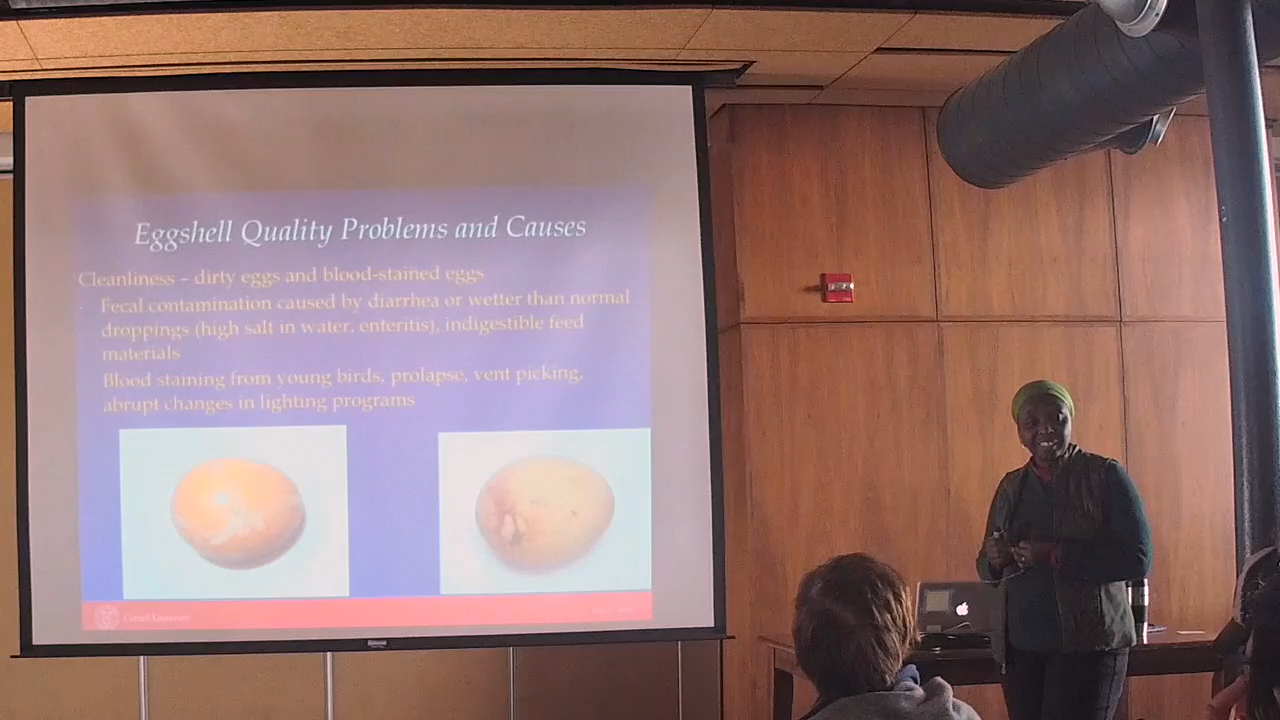 Eggshell Quality Problems and Causes
Cleanliness – dirty eggs and blood-stained eggs
Fecal contamination caused by diarrhea or wetter than normal
droppings (high salt in water, enteritis), indigestible feed
materials
Blood staining from young birds, prolapse, vent picking,
abrupt changes in lighting programs
Cornell University